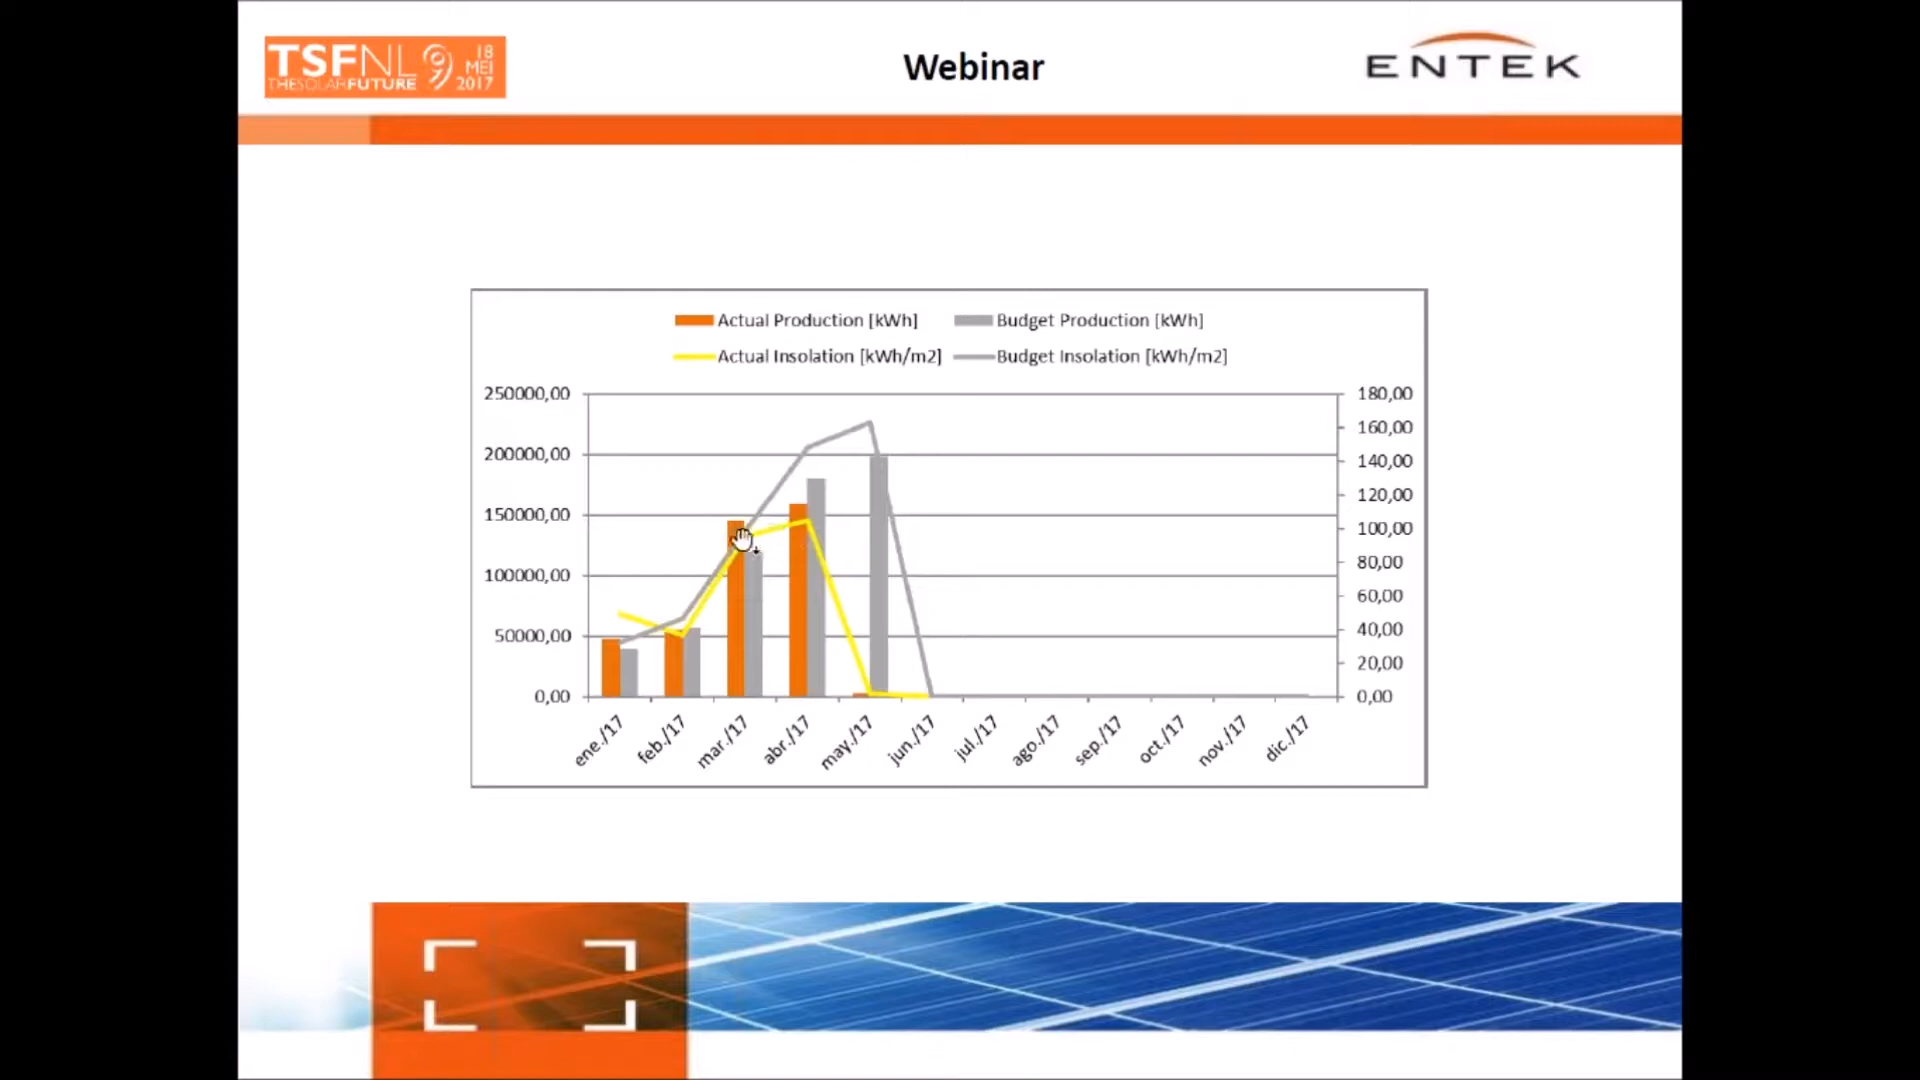 TSFNL 9 18 MEI 2017
THESOLARFUTURE
Webinar
ENTEK
Actual Production [kWh]
Budget Production [kWh]
Actual Insolation [kWh/m2]
Budget Insolation [kWh/m2]
250000,00
200000,00
150000,00
100000,00
50000,00
0,00
180,00
160,00
140,00
120,00
100,00
80,00
60,00
40,00
20,00
0,00
ene./17
feb./17
mar./17
abr./17
may./17
jun./17
jul./17
ago./17
sep./17
oct./17
nov./17
dic./17